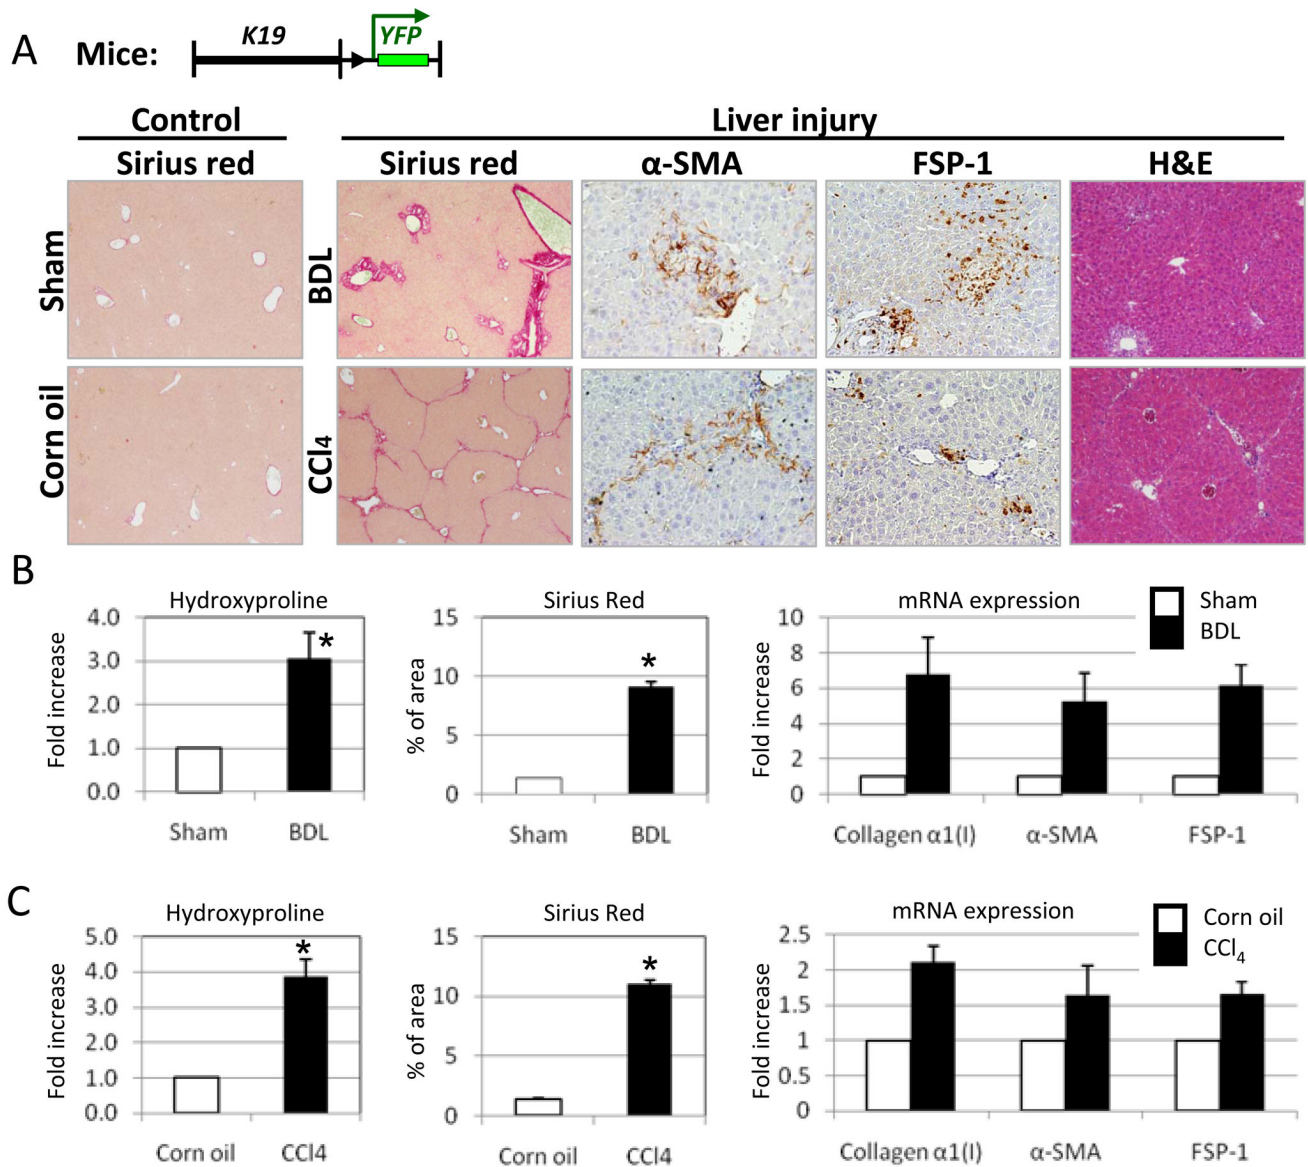 A
Mice:
K19
YFP
Control
Liver injury
Sirius red
Sirius red
α-SMA
FSP-1
H&E
Sham
BDL
Corn oil
CCl4
B
Hydroxyproline
Fold increase
4.0
3.0
2.0
1.0
0.0
*
Sham
BDL
Sirius Red
% of area
15
10
5
0
*
Sham
BDL
mRNA expression
Sham
BDL
Fold increase
10
8
6
4
2
0
Collagen α1(I)
α-SMA
FSP-1
C
Hydroxyproline
Fold increase
5.0
4.0
3.0
2.0
1.0
0.0
*
Corn oil
CCl4
Sirius Red
% of area
15
10
5
0
*
Corn oil
CCl4
mRNA expression
Corn oil
CCl4
Fold increase
2.5
2
1.5
1
0.5
0
Collagen α1(I)
α-SMA
FSP-1